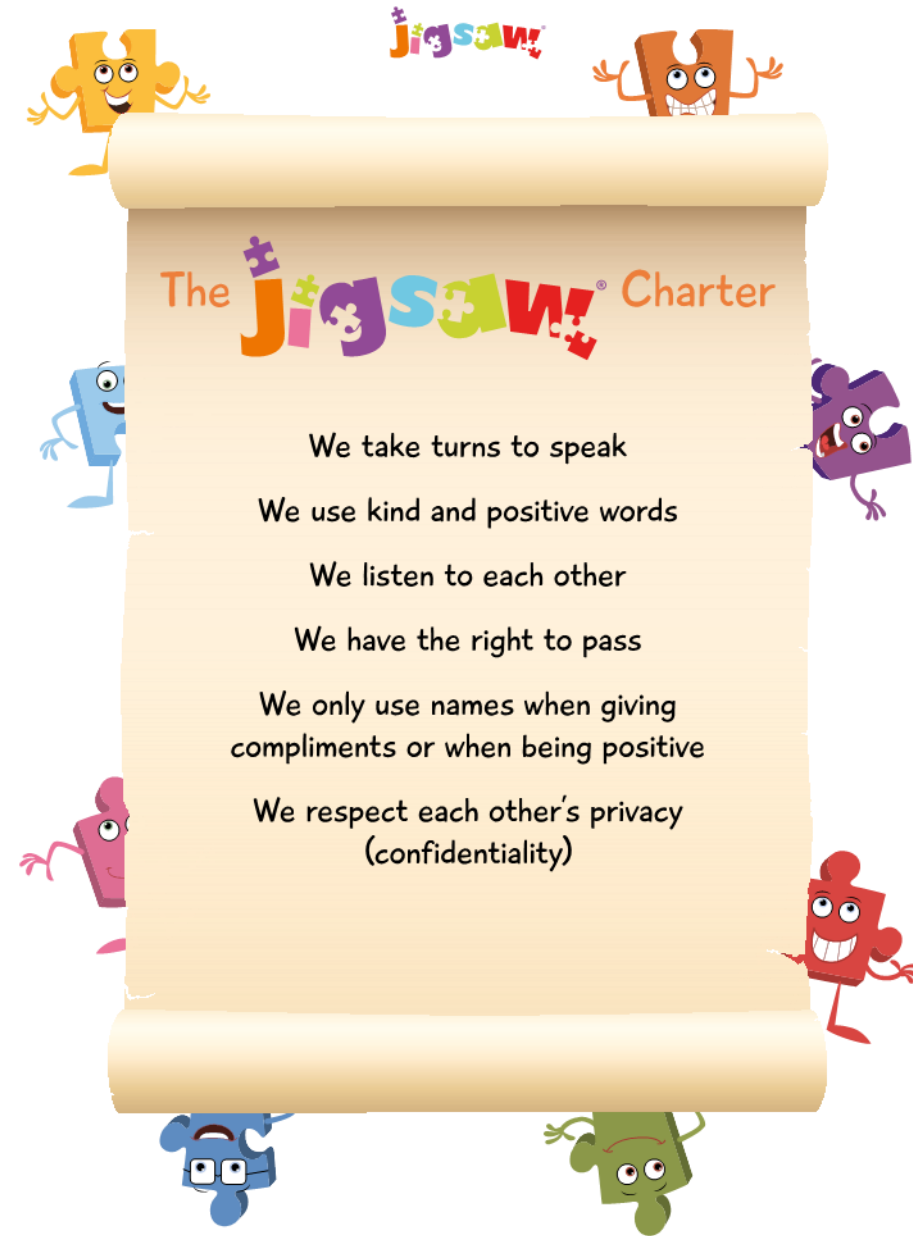 jigsaw®
The jigsaw® Charter
We take turns to speak
We use kind and positive words
We listen to each other
We have the right to pass
We only use names when giving
compliments or when being positive
We respect each other's privacy
(confidentiality)